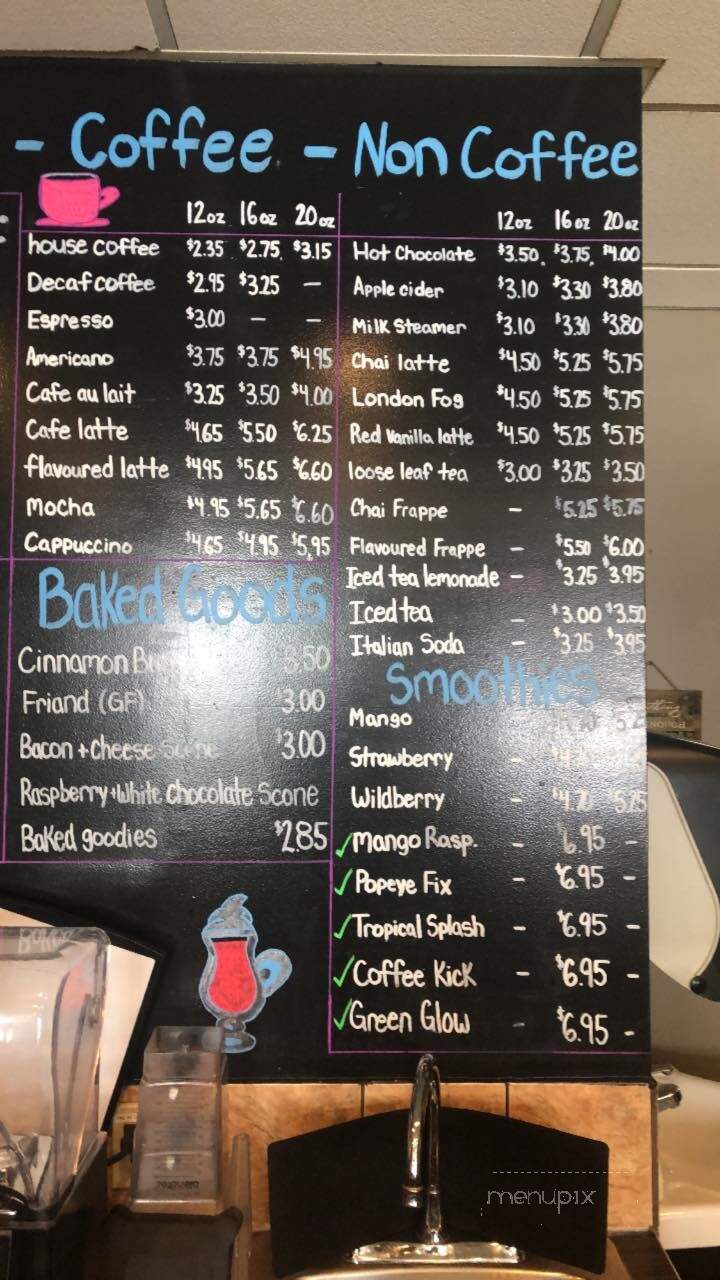 - Coffee - Non Coffee
12oz 16oz 20oz
house coffee $2.35 $2.75 $3.15
Decaf coffee $2.95 $3.25 -
Espresso $3.00 - -
Americano $3.75 $3.75 $4.95
Cafe au lait $3.25 $3.50 $4.00
Cafe latte $4.65 $5.50 $6.25
flavoured latte $4.95 $5.65 $6.60
Mocha $4.95 $5.65 $6.60
Cappuccino $4.65 $4.95 $5.95
Baked Goods
Cinnamon 3.50
Friand (GF) $3.00
Bacon + Cheese Scone $3.00
Raspberry + White chocolate Scone
Baked goodies $2.85
12oz 16oz 20oz
Hot Chocolate $3.50 $3.75 $4.00
Apple cider $3.10 $3.30 $3.80
Milk Steamer $3.10 $3.30 $3.80
Chai latte $4.50 $5.25 $5.75
London Fog $4.50 $5.25 $5.75
Red Vanilla latte $4.50 $5.25 $5.75
loose leaf tea $3.00 $3.25 $3.50
Chai Frappe - $5.25 $5.75
Flavoured Frappe - $5.50 $6.00
Iced tea lemonade - $3.25 $3.95
Iced tea - $3.00 $3.50
Italian Soda - $3.25 $3.95
Smoothies
Mango -
Strawberry -
Wildberry - 5.25
✓Mango Rasp. - 6.95 -
✓Popeye Fix - $6.95 -
✓Tropical Splash - $6.95 -
✓Coffee Kick - $6.95 -
✓Green Glow - $6.95 -
menupix